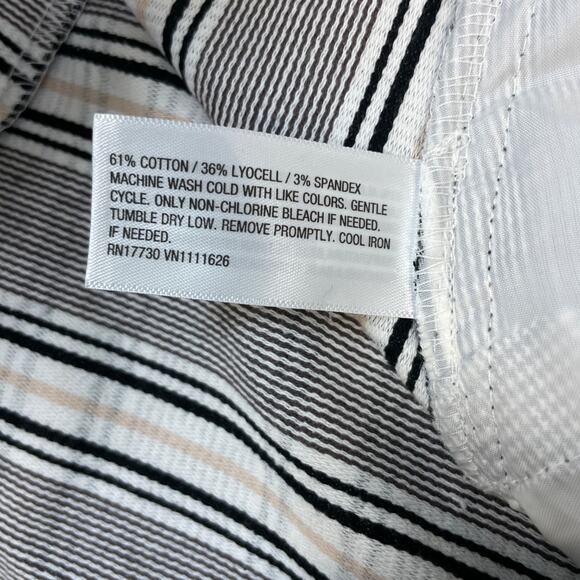 61% COTTON / 36% LYOCELL / 3% SPANDEX
MACHINE WASH COLD WITH LIKE COLORS. GENTLE
CYCLE. ONLY NON-CHLORINE BLEACH IF NEEDED.
TUMBLE DRY LOW. REMOVE PROMPTLY. COOL IRON
IF NEEDED.
RN17730 VN1111626